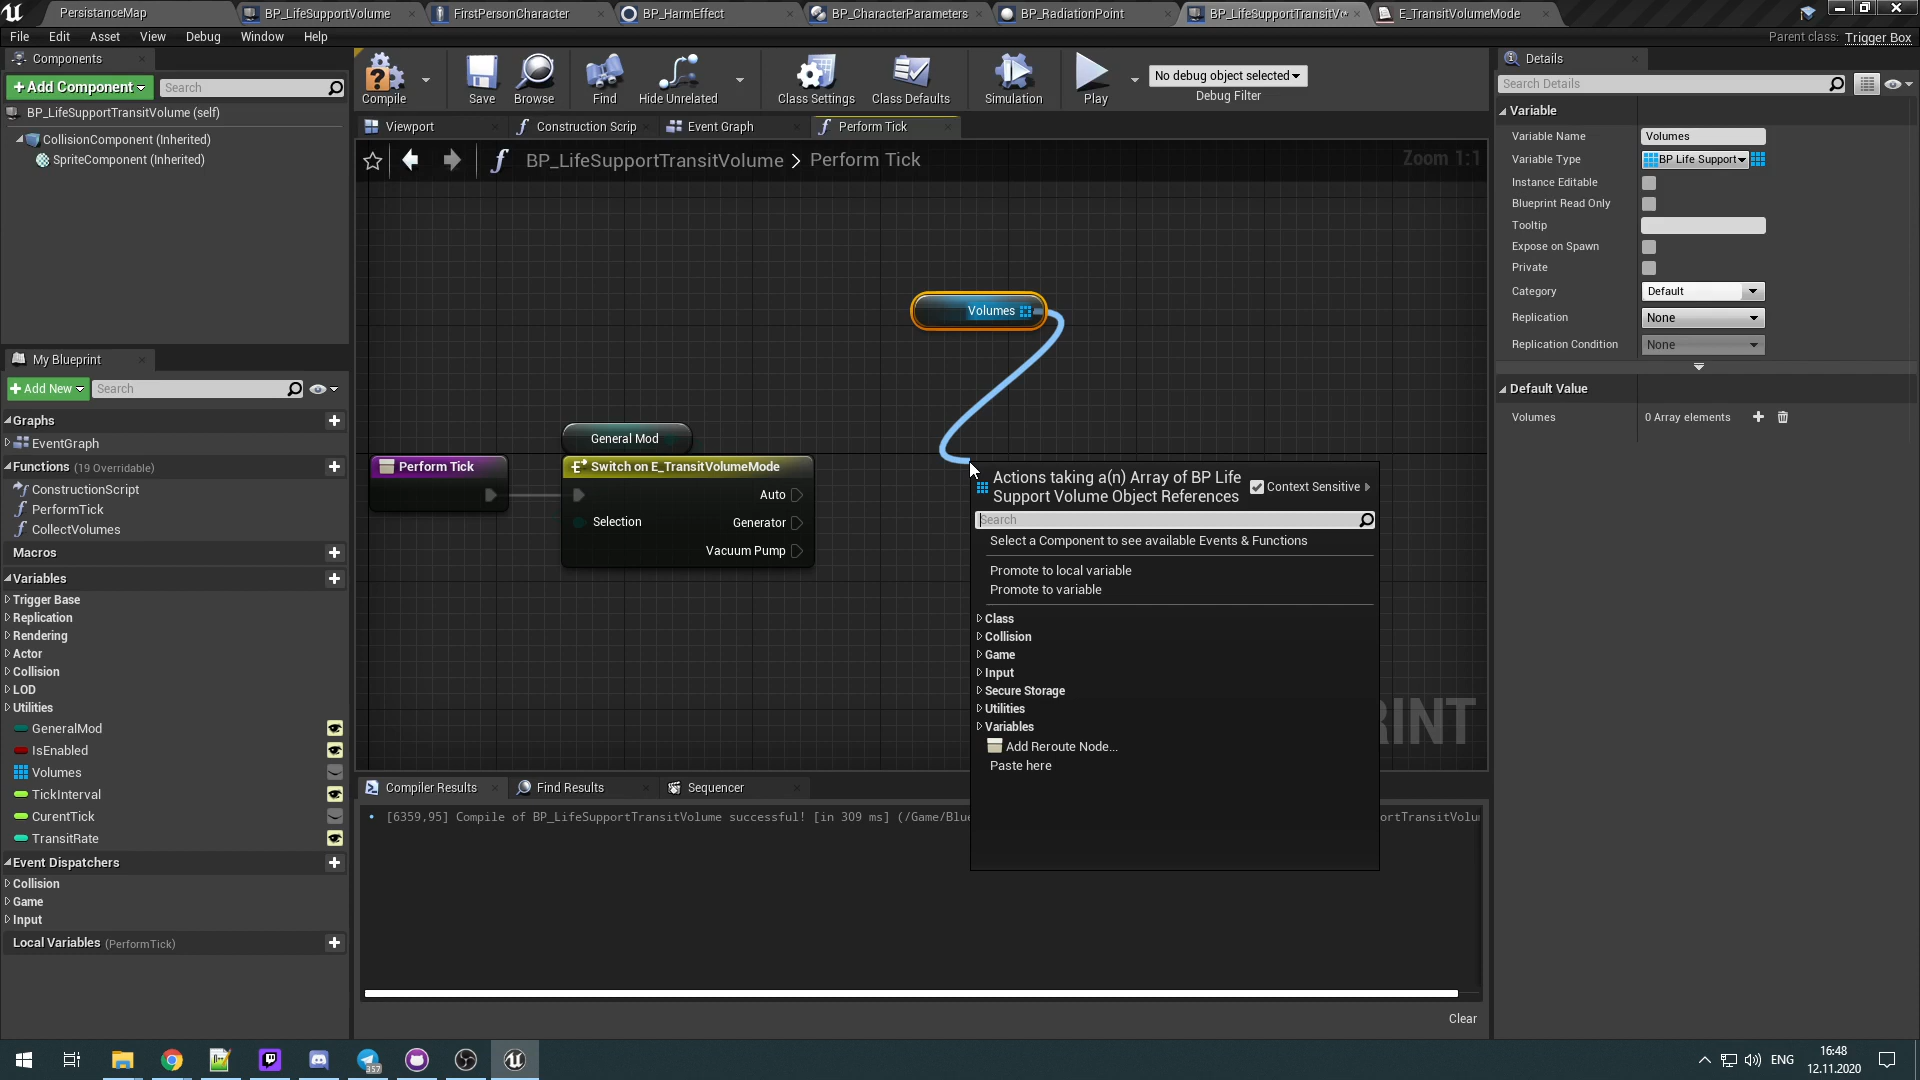 PersistanceMap
BP_LifeSupportVolume
FirstPersonCharacter
BP_HarmEffect
BP_CharacterParameters
BP_RadiationPoint
BP_LifeSupportTransitV
E_TransitVolumeMode
File Edit Asset View Debug Window Help
Parent class: Trigger Box
Components
+Add Component
Search
BP_LifeSupportTransitVolume (self)
CollisionComponent (Inherited)
SpriteComponent (Inherited)
Compile
Save
Browse
Find
Hide Unrelated
Class Settings
Class Defaults
Simulation
Play
No debug object selected
Debug Filter
Viewport
Construction Scrip
Event Graph
Perform Tick
BP_LifeSupportTransitVolume > Perform Tick
Zoom 1:1
Volumes
General Mod
Perform Tick
Switch on E_TransitVolumeMode
Auto
Selection
Generator
Vacuum Pump
Actions taking a(n) Array of BP Life
Support Volume Object References
Context Sensitive
Search
Select a Component to see available Events & Functions
Promote to local variable
Promote to variable
Class
Collision
Game
Input
Secure Storage
Utilities
Variables
Add Reroute Node...
Paste here
RINT
My Blueprint
+Add New
Search
Graphs
EventGraph
Functions (19 Overridable)
ConstructionScript
PerformTick
CollectVolumes
Macros
Variables
Trigger Base
Replication
Rendering
Actor
Collision
LOD
Utilities
GeneralMod
IsEnabled
Volumes
TickInterval
CurentTick
TransitRate
Event Dispatchers
Collision
Game
Input
Local Variables (PerformTick)
Compiler Results
Find Results
Sequencer
[6359,95] Compile of BP_LifeSupportTransitVolume successful! [in 309 ms] (/Game/Blue
ortTransitVolu
Clear
Details
Search Details
Variable
Variable Name Volumes
Variable Type BP Life Support
Instance Editable
Blueprint Read Only
Tooltip
Expose on Spawn
Private
Category Default
Replication None
Replication Condition None
Default Value
Volumes 0 Array elements
357
ENG
16:48
12.11.2020